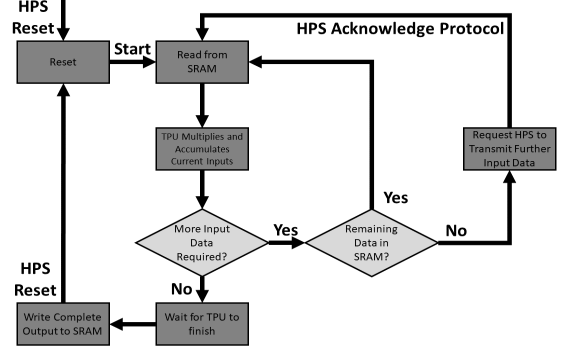 HPS
Reset
HPS Acknowledge Protocol
Start
Reset
Read from
SRAM
TPU Multiplies and
Accumulates
Current Inputs
Request HPS to
Transmit Further
Input Data
Yes
More Input
Data
Required?
Yes
Remaining
Data in
SRAM?
No
HPS
Reset
No
Write Complete
Output to SRAM
Wait for TPU to
finish